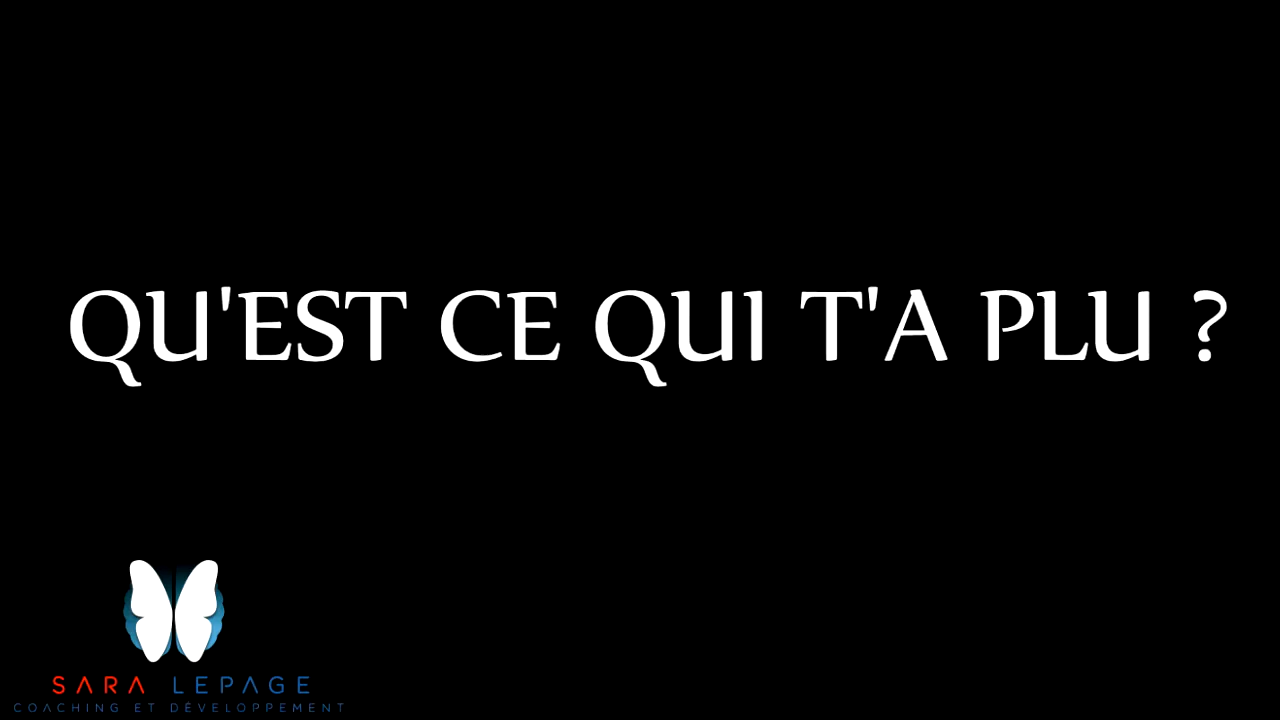 QU'EST CE QUI T'A PLU ?
SARA LEPAGE
COACHING ET DÉVELOPPEMENT